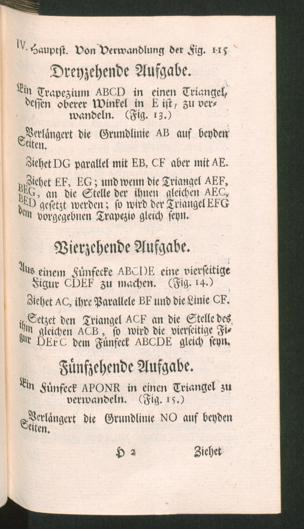 IV. Hauptst. Von Verwandlung der Fig. 115
Dreyzehende Aufgabe.
Ein Trapezium ABCD in einen Triangel,
dessen oberer Winkel in E ist, zu ver-
wandeln. (Fig. 13.)
Verlängert die Grundlinie AB auf beyden
Seiten.
Ziehet DG parallel mit EB, CF aber mit AE.
Ziehet EF, EG; und wenn die Triangel AEF,
BEG, an die Stelle der ihnen gleichen AEC,
BED gesetzt werden; so wird der Triangel EFG
dem vorgegebnen Trapezio gleich seyn.
Vierzehende Aufgabe.
Aus einem Fünfecke ABCDE eine vierseitige
Figur CDEF zu machen. (Fig. 14.)
Ziehet AC, ihre Parallele BF und die Linie CF.
Setzet den Triangel ACF an die Stelle des
ihm gleichen ACB, so wird die vierseitige Fi-
gur DEFC dem Fünfeck ABCDE gleich seyn.
Fünfzehende Aufgabe.
Ein Fünfeck APONR in einen Triangel zu
verwandeln. (Fig. 15.)
Verlängert die Grundlinie NO auf beyden
Seiten.
H 2 Ziehet